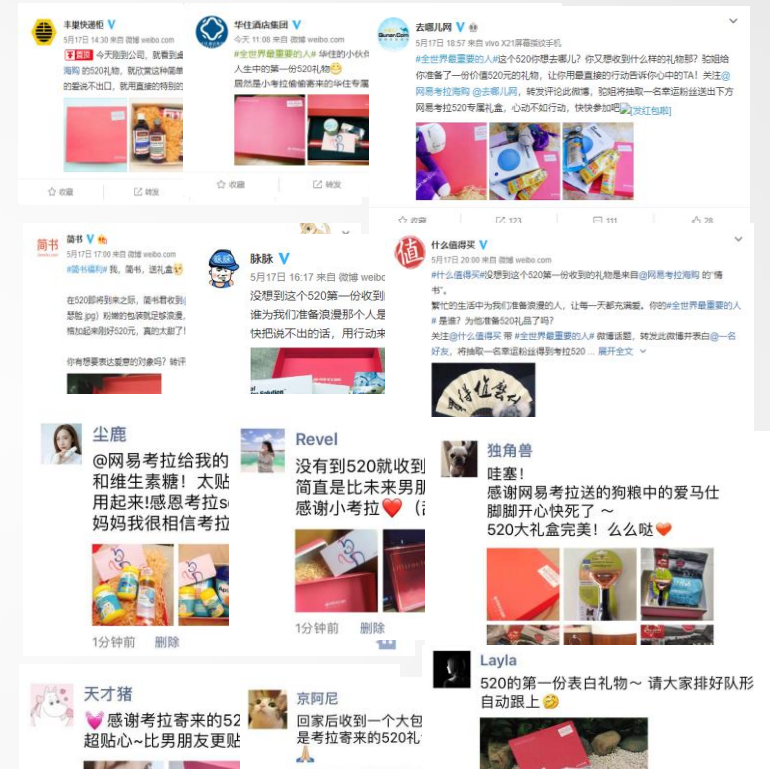 丰巢快递柜
5月17日 14:30 来自 微博 weibo.com
置顶 今天刚到公司，就看到桌
海购 的520礼物，就欣赏这种简单
的爱说不出口，就用直接的特别的
收藏
转发
华住酒店集团
今天 11:08 来自 微博 weibo.com
#全世界最重要的人# 华住的小伙伴
人生中的第一份520礼物
居然是小考拉偷偷寄来的华住专属
收藏
转发
去哪儿网
5月17日 18:57 来自 vivo X21屏幕指纹手机
#全世界最重要的人#这个520你想去哪儿？你又想收到什么样的礼物那？驼姐给
你准备了一份价值520元的礼物，让你用最直接的行动告诉你心中的TA！关注@
网易考拉海购 @去哪儿网，转发评论此微博，驼姐将抽取一名幸运粉丝送出下方
网易考拉520专属礼盒，心动不如行动，快快参加吧[发红包啦]
收藏
123
111
28
简书
简书
5月17日 17:00 来自 微博 weibo.com
#简书福利# 我，简书，送礼盒
在520即将到来之际，简书君收到
瑟脸.jpg）粉嫩的包装就足够浪漫，
格加起来刚好520元，真的太甜了！
你有想要表达爱意的对象吗？转评
脉脉
脉脉
5月17日 16:17 来自 微博 weibo
没想到这个520第一份收到
谁为我们准备浪漫那个人是
快把说不出的话，用行动来
值
什么值得买
5月17日 20:00 来自 微博 weibo.com
#什么值得买#没想到这个520第一份收到的礼物是来自@网易考拉海购 的“情
书”。
繁忙的生活中为我们准备浪漫的人，让每一天都充满爱。你的#全世界最重要的人
# 是谁？为他准备520礼品了吗？
关注@什么值得买 带 #全世界最重要的人# 微博话题，转发此微博并表白@一名
好友，将抽取一名幸运粉丝得到考拉520 ... 展开全文
尘鹿
@网易考拉给我的
和维生素糖！太贴
用起来!感恩考拉se
妈妈我很相信考拉
1分钟前
删除
Revel
没有到520就收到
简直是比未来男朋
感谢小考拉
1分钟前
删除
独角兽
哇塞！
感谢网易考拉送的狗粮中的爱马仕
脚脚开心快死了 ～
520大礼盒完美！么么哒
天才猪
感谢考拉寄来的52
超贴心~比男朋友更贴
京阿尼
回家后收到一个大包
是考拉寄来的520礼
Layla
520的第一份表白礼物～ 请大家排好队形
自动跟上